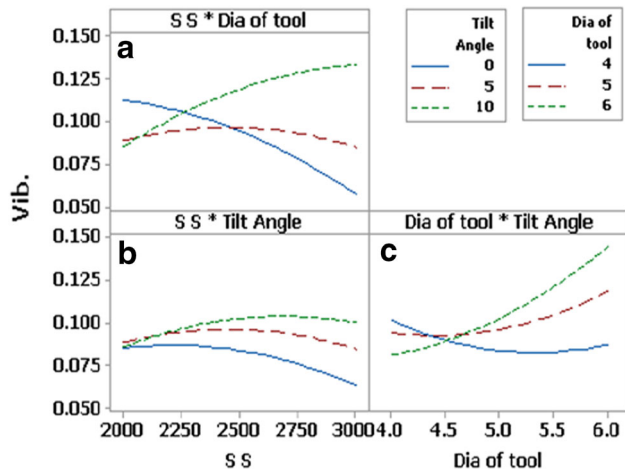 S S * Dia of tool
0.150
0.125
0.100
0.075
0.050
a
Tilt
Angle
0
5
10
Dia of
tool
4
5
6
Vib.
S S * Tilt Angle
Dia of tool * Tilt Angle
0.150
0.100
0.075
0.050
b
c
2000 2250 2500 2750 3000
4.0 4.5 5.0 5.5 6.0
S S
Dia of tool